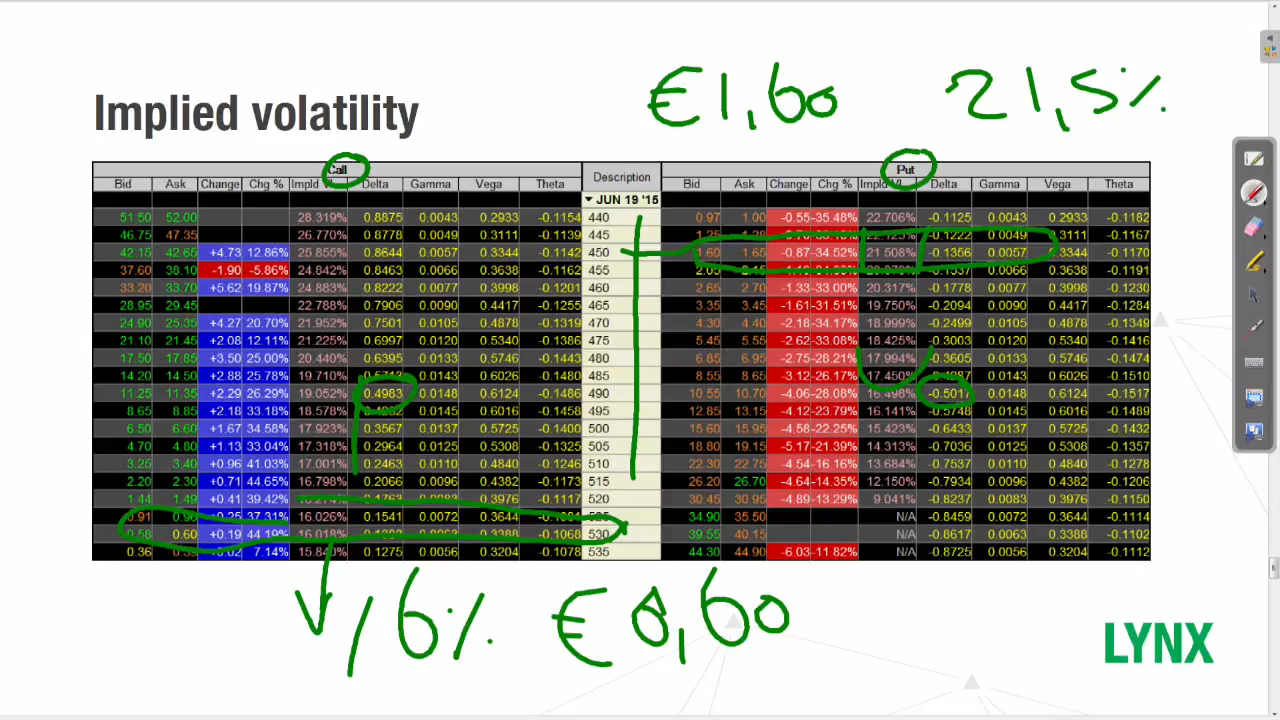 €1,60 21,5%
Implied volatility
Call Put
Bid Ask Change Chg % Impld Delta Gamma Vega Theta Description Bid Ask Change Chg % Impld Delta Gamma Vega Theta
JUN 19 '15
51.50 52.00 28.319% 0.8875 0.0043 0.2933 -0.1154 440 0.97 1.00 -0.55 -35.48% 22.706% -0.1125 0.0043 0.2933 -0.1182
46.75 47.35 26.770% 0.8778 0.0049 0.3111 -0.1139 445 -0.1222 0.0049 0.3111 -0.1167
42.15 42.65 +4.73 12.86% 25.855% 0.8644 0.0057 0.3344 -0.1142 450 1.60 1.65 -0.87 -34.52% 21.508% -0.1356 0.0057 0.3344 -0.1170
37.60 38.10 -1.90 -5.86% 24.842% 0.8463 0.0066 0.3638 -0.1162 455 2.05 0.0066 0.3638 -0.1191
33.20 33.70 +5.62 19.87% 24.883% 0.8222 0.0077 0.3998 -0.1201 460 2.65 2.70 -1.33 -33.00% 20.317% -0.1778 0.0077 0.3998 -0.1230
28.95 29.45 22.788% 0.7906 0.0090 0.4417 -0.1255 465 3.35 3.45 -1.61 -31.51% 19.750% -0.2094 0.0090 0.4417 -0.1284
24.90 25.35 +4.27 20.70% 21.952% 0.7501 0.0105 0.4878 -0.1319 470 4.30 4.40 -2.18 -34.17% 18.999% -0.2499 0.0105 0.4878 -0.1349
21.10 21.45 +2.08 12.11% 21.225% 0.6997 0.0120 0.5340 -0.1386 475 5.45 5.55 -2.62 -33.08% 18.425% -0.3003 0.0120 0.5340 -0.1416
17.50 17.85 +3.50 25.00% 20.440% 0.6395 0.0133 0.5746 -0.1443 480 6.85 6.95 -2.75 -28.21% 17.994% -0.3605 0.0133 0.5746 -0.1474
14.20 14.50 +2.88 25.78% 19.710% 0.0143 0.6027 -0.1480 485 8.55 8.65 -3.12 -26.17% 17.450% 0.0143 0.6026 -0.1510
11.25 11.35 +2.29 26.29% 19.052% 0.4983 0.0148 0.6124 -0.1486 490 10.55 10.70 -4.06 -28.08% 16.498% -0.5017 0.0148 0.6124 -0.1517
8.65 8.85 +2.18 33.18% 18.578% 0.0145 0.6016 -0.1458 495 12.85 13.15 -4.12 -23.79% 16.141% -0.5748 0.0145 0.6016 -0.1489
6.50 6.60 +1.67 34.58% 17.923% 0.3567 0.0137 0.5725 -0.1400 500 15.60 15.95 -4.58 -22.25% 15.423% -0.6433 0.0137 0.5725 -0.1432
4.70 4.80 +1.13 33.04% 17.318% 0.2964 0.0125 0.5308 -0.1325 505 18.80 19.15 -5.17 -21.39% 14.313% -0.7036 0.0125 0.5308 -0.1357
3.25 3.40 +0.96 41.03% 17.001% 0.2463 0.0110 0.4840 -0.1246 510 22.30 22.75 -4.54 -16.16% 13.684% -0.7537 0.0110 0.4840 -0.1278
2.20 2.30 +0.71 44.65% 16.798% 0.2066 0.0096 0.4382 -0.1173 515 26.20 26.70 -4.64 -14.35% 12.150% -0.7934 0.0096 0.4382 -0.1206
1.44 1.49 +0.41 39.42% 0.3976 -0.1117 520 30.45 30.95 -4.89 -13.29% 9.041% -0.8237 0.0083 0.3976 -0.1150
0.91 37.31% 16.026% 0.1541 0.0072 0.3644 34.90 35.50 N/A -0.8459 0.0072 0.3644 -0.1114
0.58 0.60 +0.19 44.19% 16.018% -0.1068 530 39.55 40.15 N/A -0.8617 0.0063 0.3388 -0.1102
0.36 7.14% 0.1275 0.0056 0.3204 -0.1078 535 44.30 44.90 -6.03 -11.82% N/A -0.8725 0.0056 0.3204 -0.1112
16% €0,60
LYNX